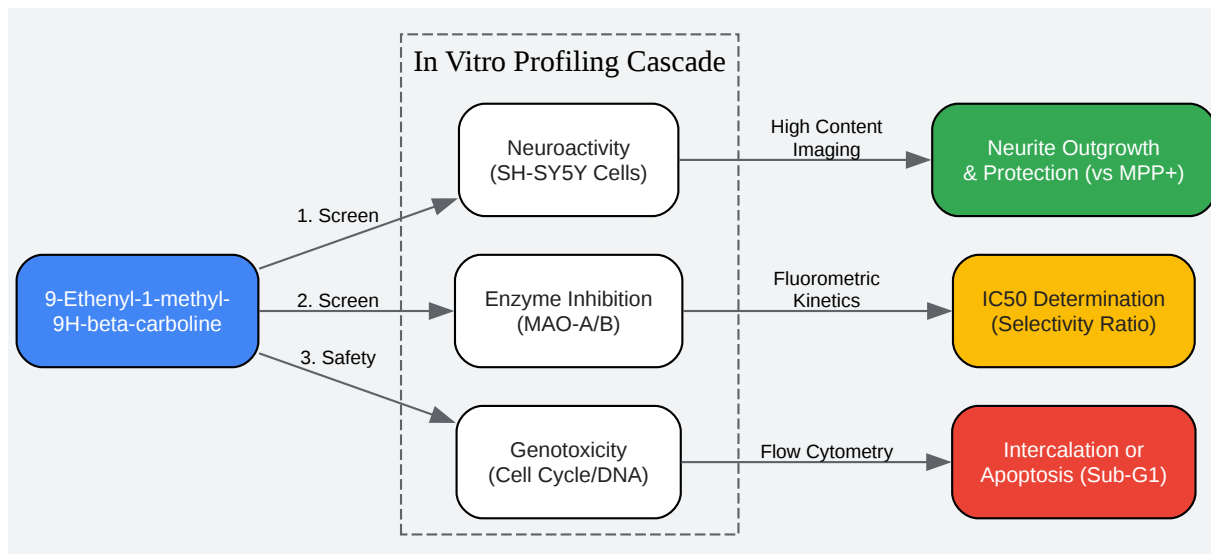 In Vitro Profiling Cascade
9-Ethenyl-1-methyl-
9H-beta-carboline
1. Screen
2. Screen
3. Safety
Neuroactivity
(SH-SY5Y Cells)
High Content
Imaging
Neurite Outgrowth
& Protection (vs MPP+)
Enzyme Inhibition
(MAO-A/B)
Fluorometric
Kinetics
IC50 Determination
(Selectivity Ratio)
Genotoxicity
(Cell Cycle/DNA)
Flow Cytometry
Intercalation or
Apoptosis (Sub-G1)